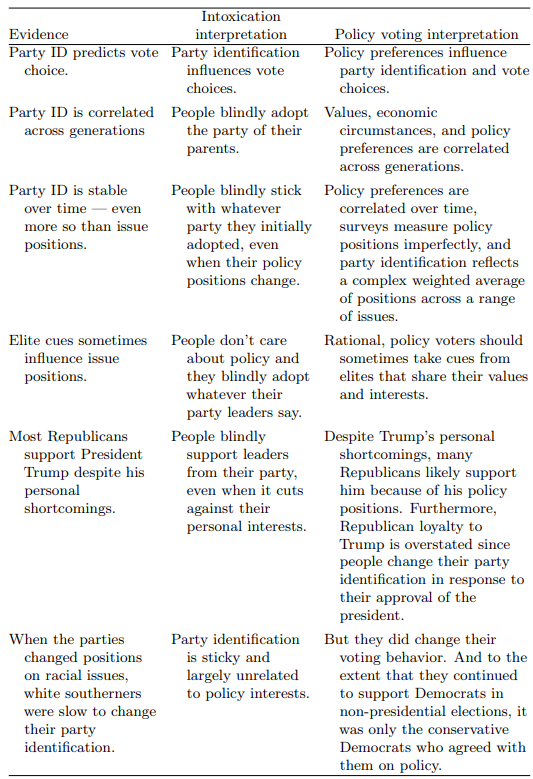 Evidence
Intoxication
interpretation
Policy voting interpretation
Party ID predicts vote
choice.
Party identification
influences vote
choices.
Policy preferences influence
party identification and vote
choices.
Party ID is correlated
across generations
People blindly adopt
the party of their
parents.
Values, economic
circumstances, and policy
preferences are correlated
across generations.
Party ID is stable
over time — even
more so than issue
positions.
People blindly stick
with whatever
party they initially
adopted, even
when their policy
positions change.
Policy preferences are
correlated over time,
surveys measure policy
positions imperfectly, and
party identification reflects
a complex weighted average
of positions across a range
of issues.
Elite cues sometimes
influence issue
positions.
People don't care
about policy and
they blindly adopt
whatever their
party leaders say.
Rational, policy voters should
sometimes take cues from
elites that share their values
and interests.
Most Republicans
support President
Trump despite his
personal
shortcomings.
People blindly
support leaders
from their party,
even when it cuts
against their
personal interests.
Despite Trump's personal
shortcomings, many
Republicans likely support
him because of his policy
positions. Furthermore,
Republican loyalty to
Trump is overstated since
people change their party
identification in response to
their approval of the
president.
When the parties
changed positions
on racial issues,
white southerners
were slow to change
their party
identification.
Party identification
is sticky and
largely unrelated
to policy interests.
But they did change their
voting behavior. And to the
extent that they continued
to support Democrats in
non-presidential elections, it
was only the conservative
Democrats who agreed with
them on policy.